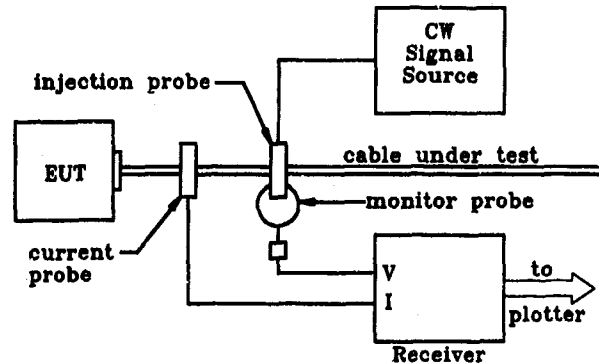 CW
Signal
Source
injection probe
EUT
cable under test
monitor probe
current
probe
V
I
to
plotter
Receiver